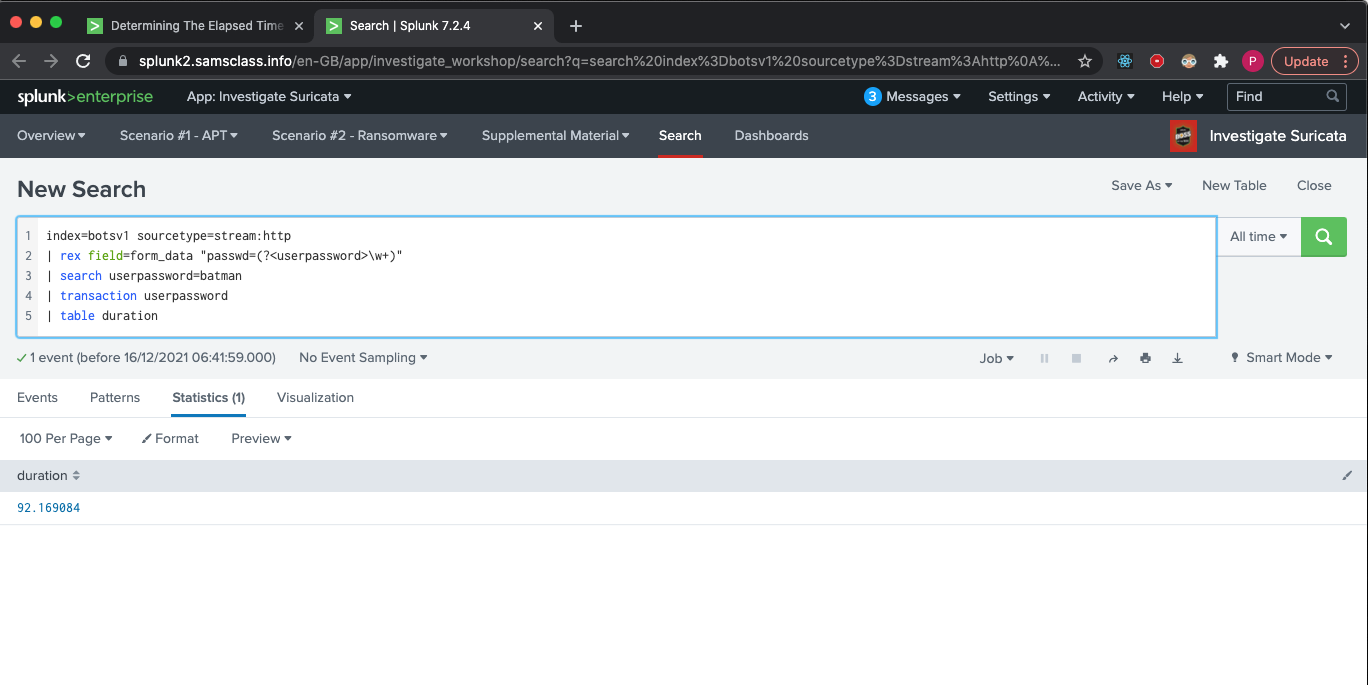 Determining The Elapsed Time
Search | Splunk 7.2.4
splunk2.samsclass.info/en-GB/app/investigate_workshop/search?q=search%20index%3Dbotsv1%20sourcetype%3Dstream%3Ahttp%0A%...
P
Update
splunk>enterprise App: Investigate Suricata 3 Messages Settings Activity Help Find
Overview Scenario #1 - APT Scenario #2 - Ransomware Supplemental Material Search Dashboards Investigate Suricata
New Search Save As New Table Close
1 index=botsv1 sourcetype=stream:http
2 | rex field=form_data "passwd=(?<userpassword>\w+)"
3 | search userpassword=batman
4 | transaction userpassword
5 | table duration
All time
1 event (before 16/12/2021 06:41:59.000) No Event Sampling Job Smart Mode
Events Patterns Statistics (1) Visualization
100 Per Page Format Preview
duration
92.169084